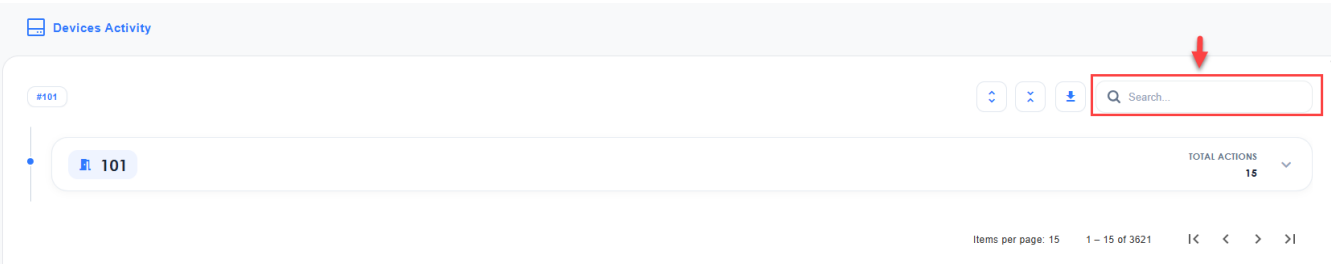 Devices Activity
#101
Search...
101
TOTAL ACTIONS
15
Items per page: 15 1 – 15 of 3621